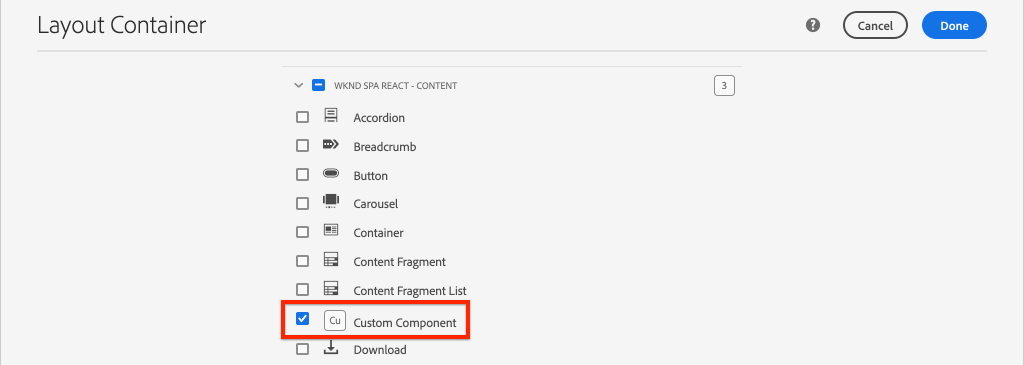 Layout Container
?
Cancel
Done
WKND SPA REACT - CONTENT
3
Accordion
Breadcrumb
Button
Carousel
Container
Content Fragment
Content Fragment List
Cu Custom Component
Download